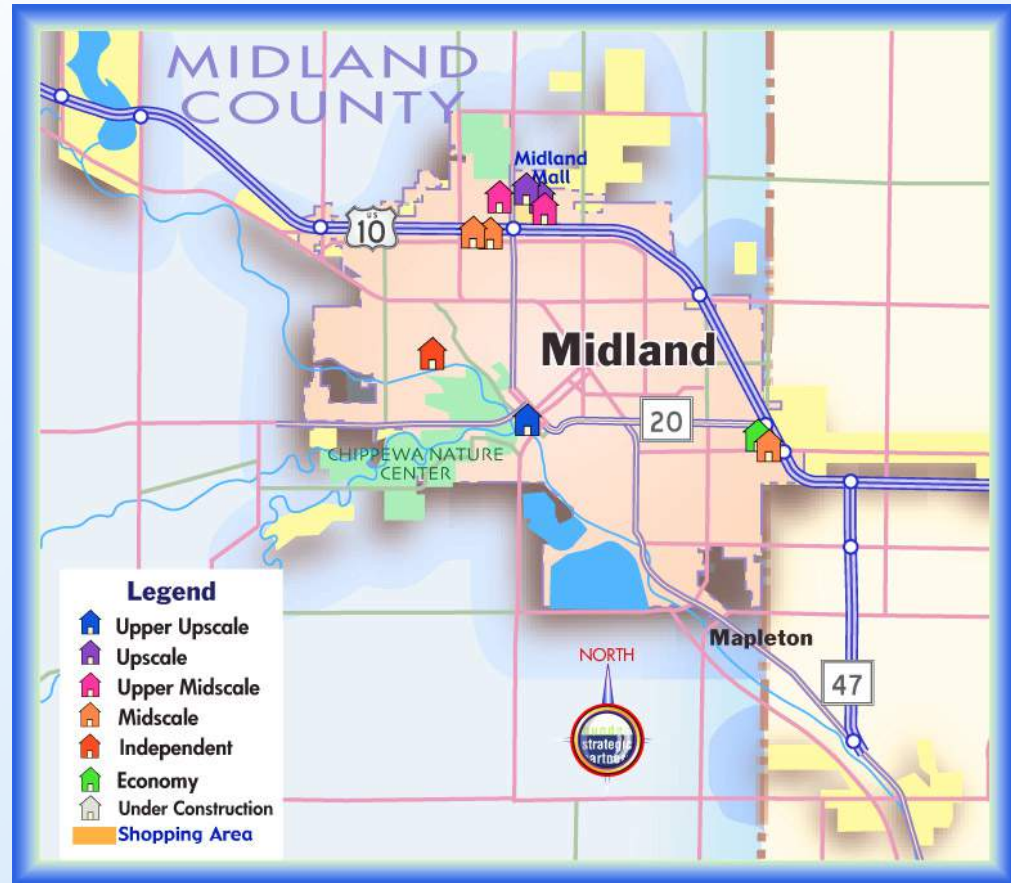 MIDLAND
COUNTY
Midland
Mall
US
10
Midland
20
CHIPPEWA NATURE
CENTER
Legend
Upper Upscale
Upscale
Upper Midscale
Midscale
Independent
Economy
Under Construction
Shopping Area
NORTH
strategic
Mapleton
47